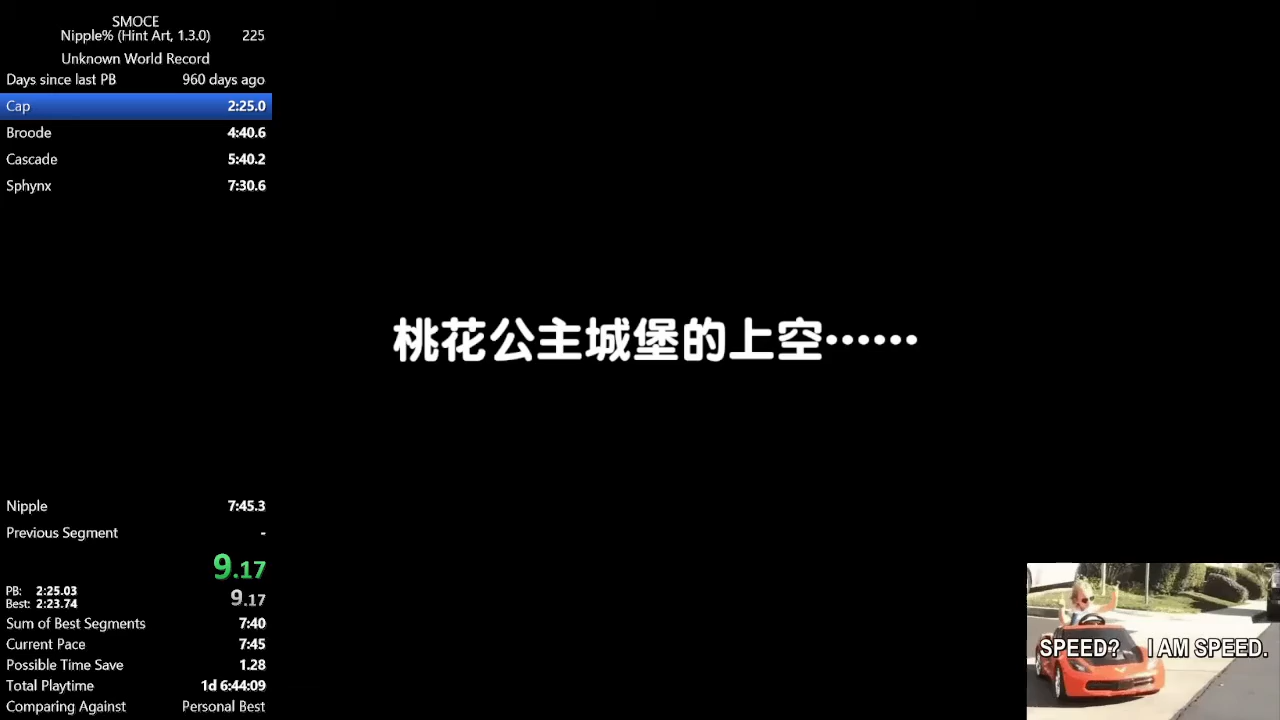 SMOCE
Nipple% (Hint Art, 1.3.0) 225
Unknown World Record
Days since last PB 960 days ago
Cap 2:25.0
Broode 4:40.6
Cascade 5:40.2
Sphynx 7:30.6
桃花公主城堡的上空……
Nipple 7:45.3
Previous Segment -
9.17
PB: 2:25.03
Best: 2:23.74
9.17
Sum of Best Segments 7:40
Current Pace 7:45
Possible Time Save 1.28
Total Playtime 1d 6:44:09
Comparing Against Personal Best
SPEED? I AM SPEED.